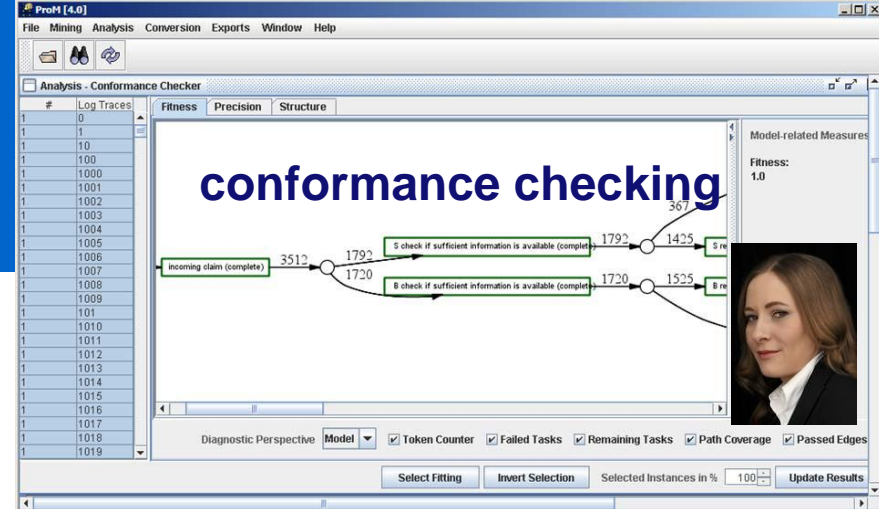 ProM [4.0]
File Mining Analysis Conversion Exports Window Help
Analysis - Conformance Checker
# Log Traces
1 0
1 1
1 10
1 100
1 1000
1 1001
1 1002
1 1003
1 1004
1 1005
1 1006
1 1007
1 1008
1 1009
1 101
1 1010
1 1011
1 1012
1 1013
1 1014
1 1015
1 1016
1 1017
1 1018
1 1019
Fitness Precision Structure
Model-related Measures
Fitness:
1.0
conformance checking
367
S check if sufficient information is available (complete) 1792 1425 S re
incoming claim (complete) 3512 1792
1720
B check if sufficient information is available (complete) 1720 1525 B re
Diagnostic Perspective Model Token Counter Failed Tasks Remaining Tasks Path Coverage Passed Edges
Select Fitting Invert Selection Selected Instances in % 100 Update Results